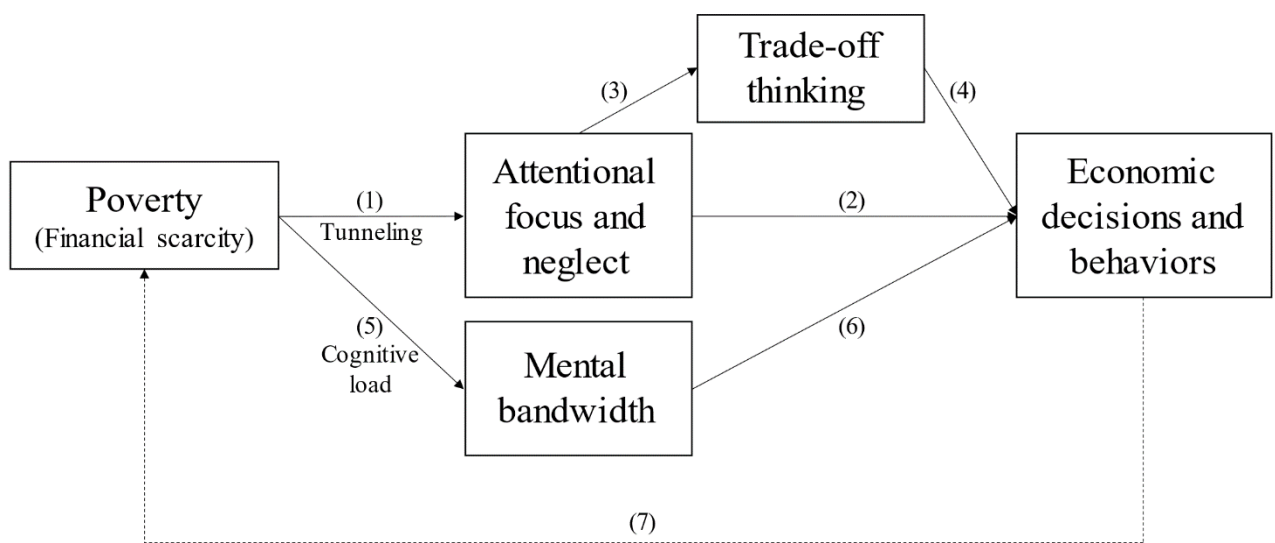 Poverty
(Financial scarcity)
(1)
Tunneling
(5)
Cognitive
load
Attentional
focus and
neglect
Mental
bandwidth
(3)
Trade-off
thinking
(4)
(2)
(6)
Economic
decisions and
behaviors
(7)